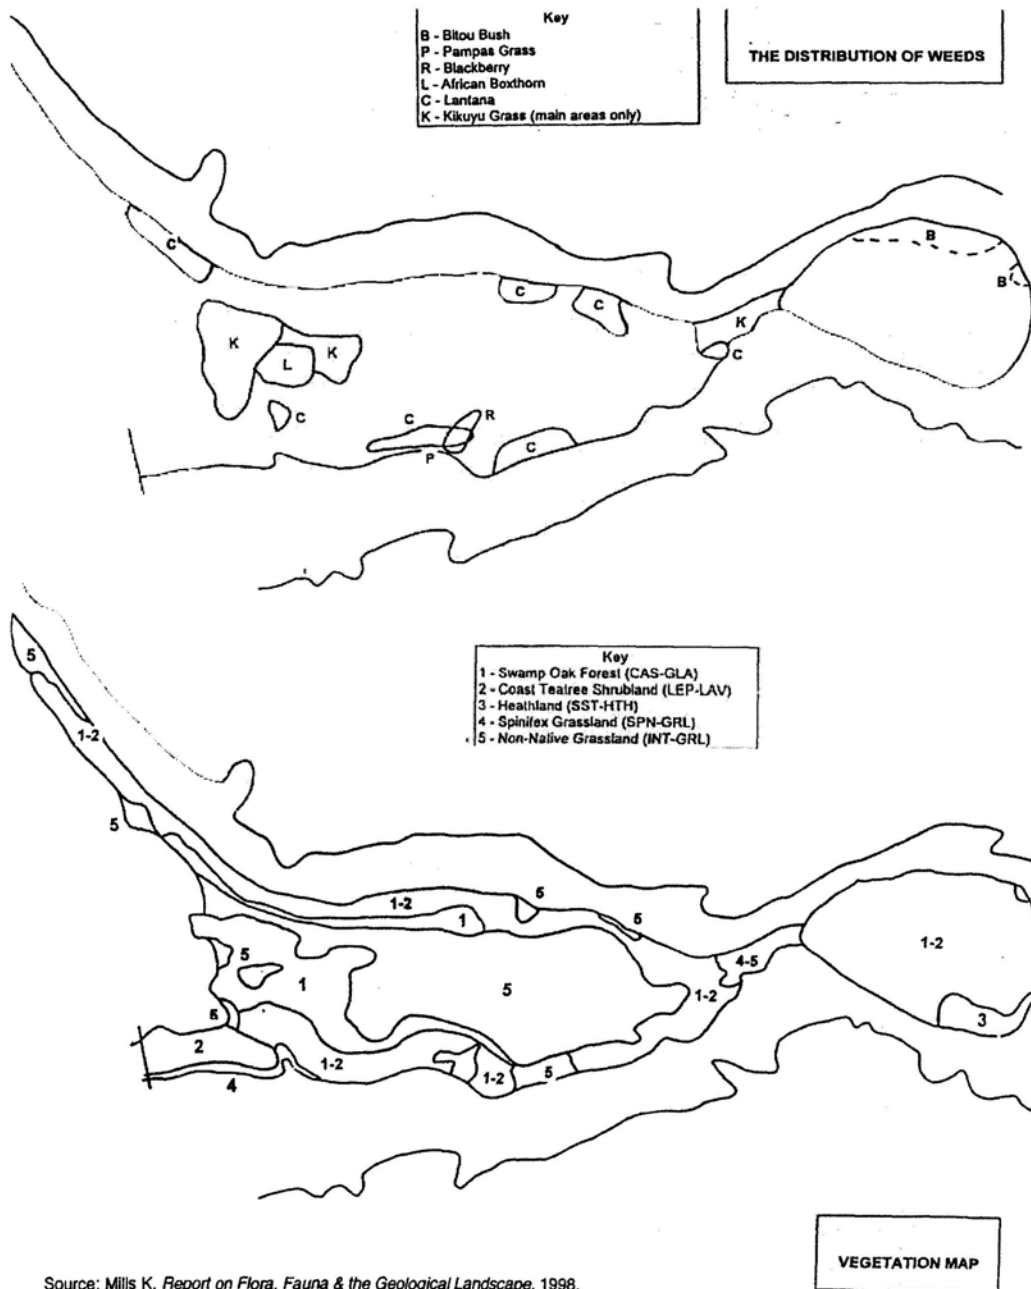 Key
B - Bitou Bush
P - Pampas Grass
R - Blackberry
L - African Boxthorn
C - Lantana
K - Kikuyu Grass (main areas only)
THE DISTRIBUTION OF WEEDS
B
B
C
C
C
K
C
K
K
L
C
C
R
P
C
Key
1 - Swamp Oak Forest (CAS-GLA)
2 - Coast Teatree Shrubland (LEP-LAV)
3 - Heathland (SST-HTH)
4 - Spinifex Grassland (SPN-GRL)
5 - Non-Native Grassland (INT-GRL)
5
1-2
5
1-2
5
1
5
1-2
5
4-5
1
5
1-2
3
5
2
1-2
1-2
5
4
VEGETATION MAP
Source: Mills K, Report on Flora, Fauna & the Geological Landscape, 1998.